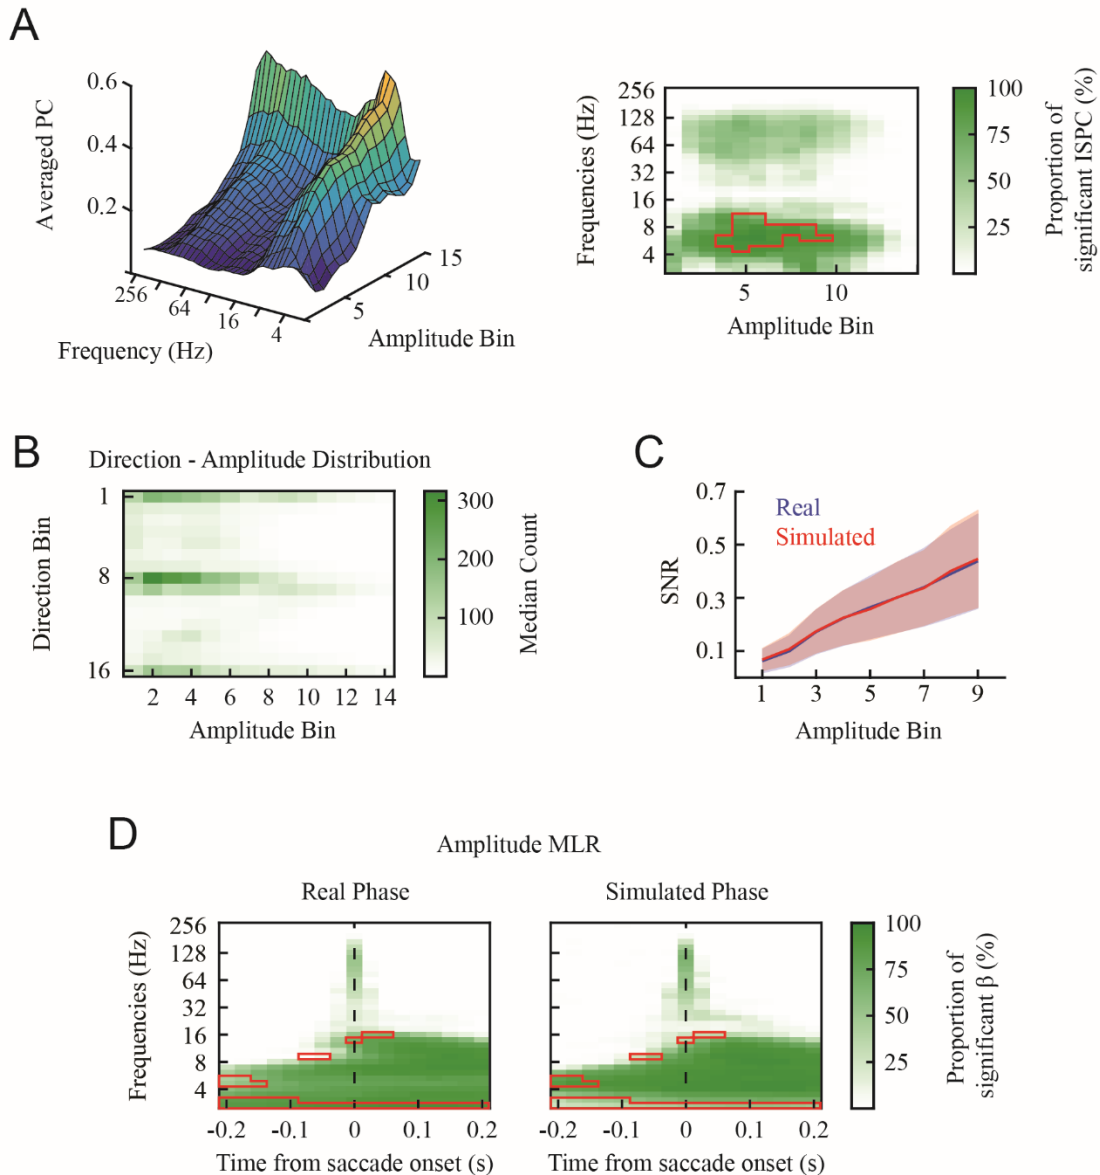 A
Averaged PC
0.6
0.4
0.2
256
64
16
4
Frequency (Hz)
5
10
15
Amplitude Bin
Frequencies (Hz)
256
128
64
32
16
8
4
5
10
Amplitude Bin
100
75
50
25
Proportion of
significant ISPC (%)
B
Direction - Amplitude Distribution
Direction Bin
1
8
16
2
4
6
8
10
12
14
Amplitude Bin
300
200
100
Median Count
C
SNR
0.7
0.5
0.3
0.1
Real
Simulated
1
3
5
7
9
Amplitude Bin
D
Amplitude MLR
Real Phase
Frequencies (Hz)
256
128
64
32
16
8
4
-0.2
-0.1
0
0.1
0.2
Time from saccade onset (s)
Simulated Phase
-0.2
-0.1
0
0.1
0.2
Time from saccade onset (s)
100
75
50
25
Proportion of
significant β (%)